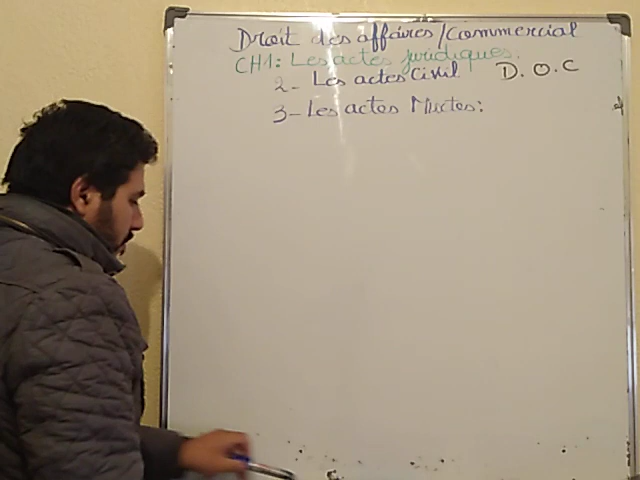 Droit des affaires/Commercial
CH1: Les actes juridiques.
2- Les actes Civil D.O.C
3- Les actes Mixtes: